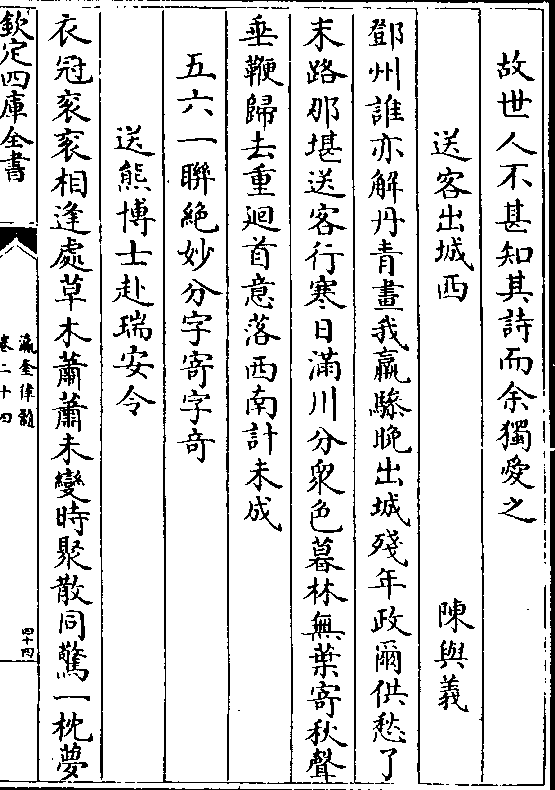 故世人不甚知其詩而余獨愛之
送客出城西 陳與義
鄧州誰亦解丹青畫我羸驂晚出城殘年政爾供愁了
末路那堪送客行寒日滿川分衆色暮林無葉寄秋聲
垂鞭歸去重迴首意落西南計未成
五六一聯絶妙分字寄字竒
送熊博士赴瑞安令
衣冠衮衮相逢處草木蕭蕭未變時聚散同驚一枕夢
欽定四庫全書
瀛奎律髓
卷二十四
四十四